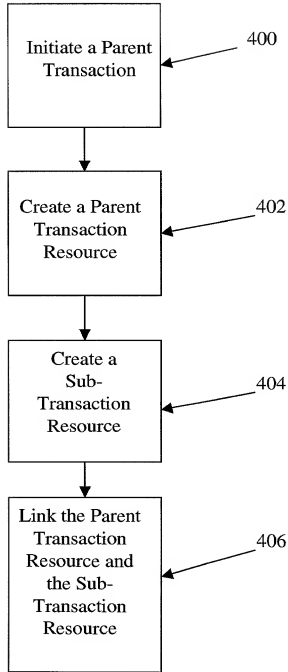 Initiate a Parent
Transaction
400
Create a Parent
Transaction
Resource
402
Create a
Sub-
Transaction
Resource
404
Link the Parent
Transaction
Resource and
the Sub-
Transaction
Resource
406